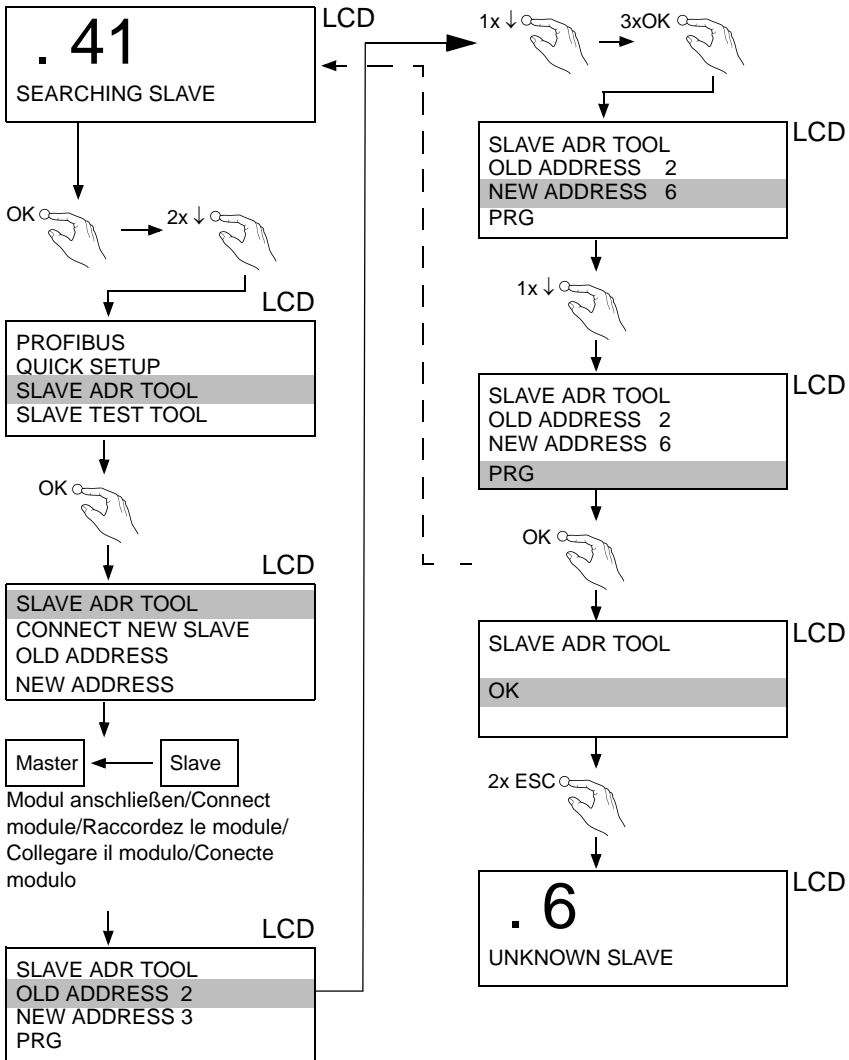 LCD
. 41
SEARCHING SLAVE
OK
2x ↓
LCD
PROFIBUS
QUICK SETUP
SLAVE ADR TOOL
SLAVE TEST TOOL
OK
LCD
SLAVE ADR TOOL
CONNECT NEW SLAVE
OLD ADDRESS
NEW ADDRESS
Master
Slave
Modul anschließen/Connect
module/Raccordez le module/
Collegare il modulo/Conecte
modulo
LCD
SLAVE ADR TOOL
OLD ADDRESS 2
NEW ADDRESS 3
PRG
1x ↓
3xOK
LCD
SLAVE ADR TOOL
OLD ADDRESS 2
NEW ADDRESS 6
PRG
1x ↓
LCD
SLAVE ADR TOOL
OLD ADDRESS 2
NEW ADDRESS 6
PRG
OK
LCD
SLAVE ADR TOOL
OK
2x ESC
LCD
. 6
UNKNOWN SLAVE